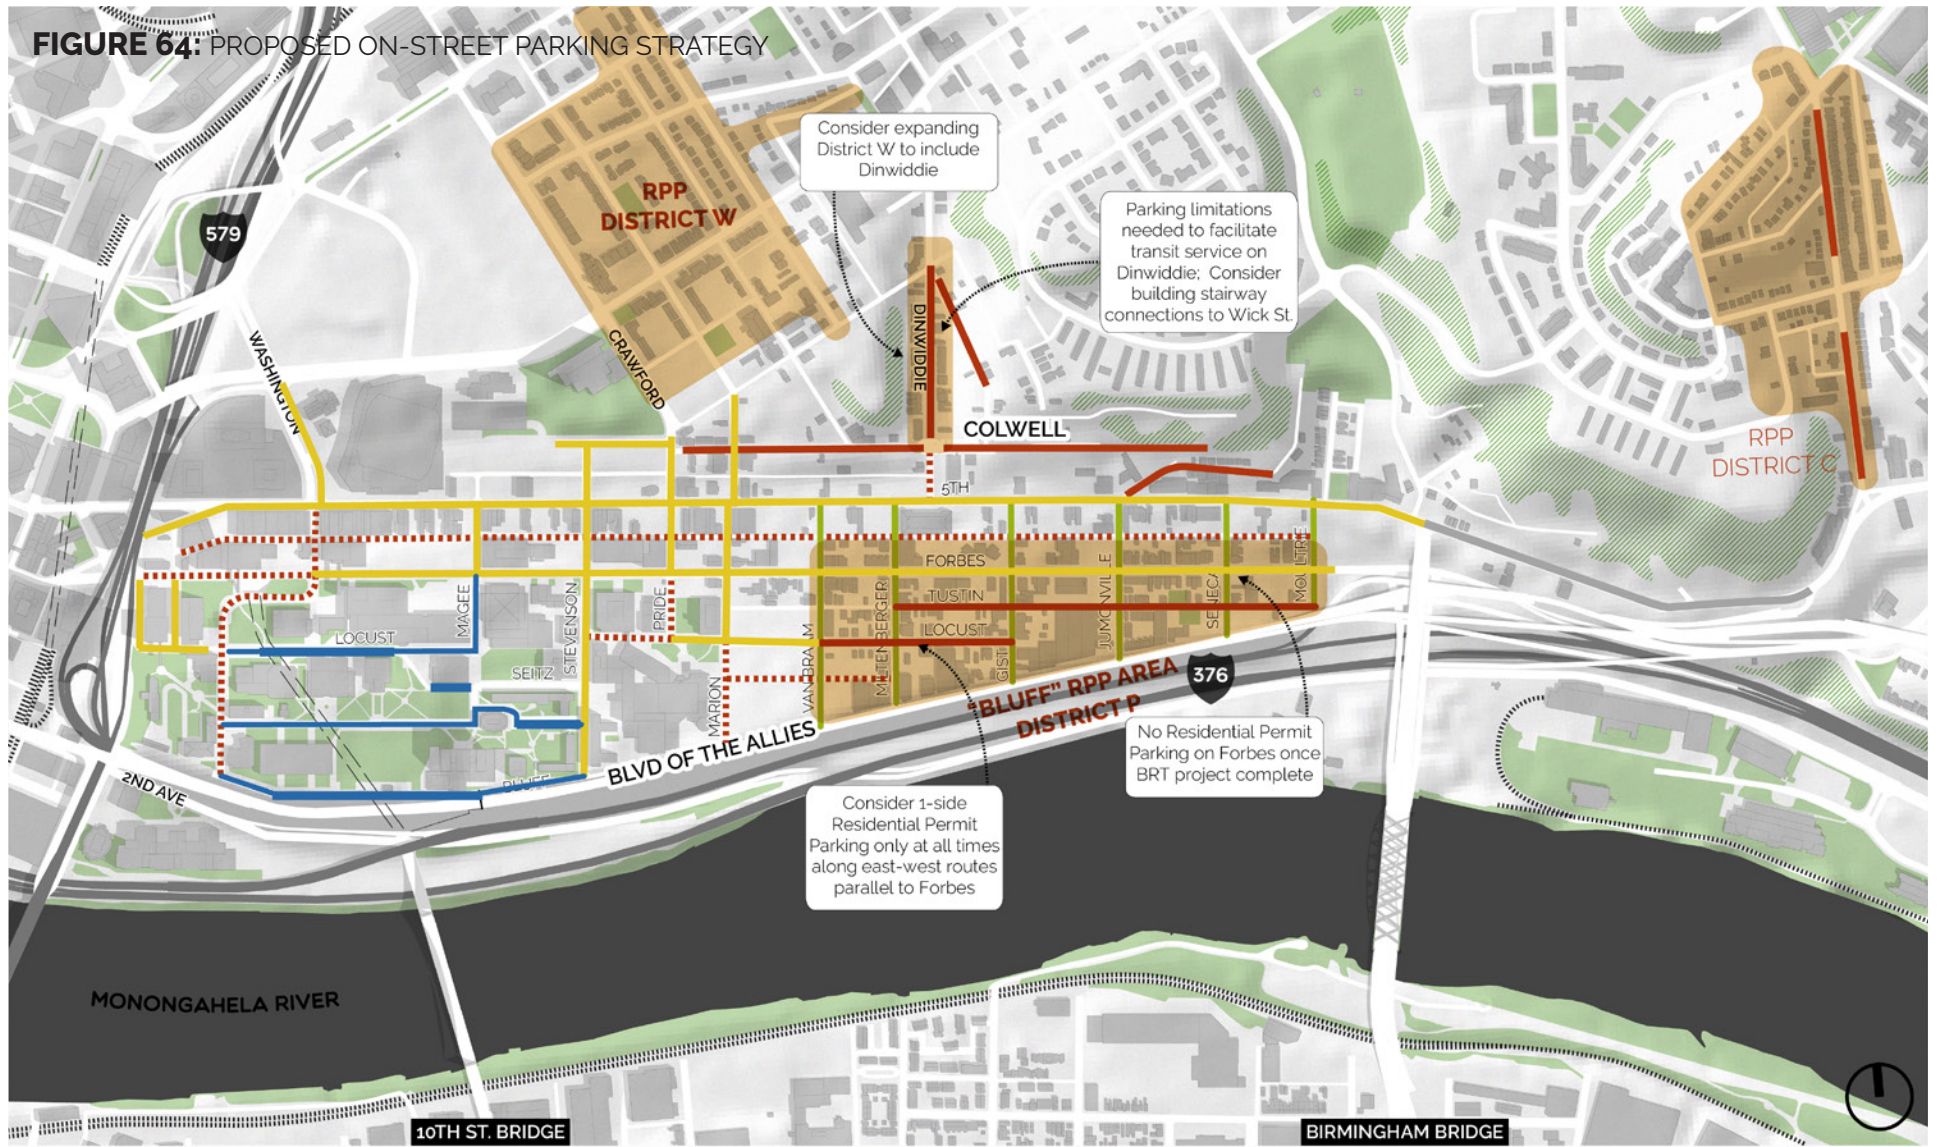 FIGURE 64: PROPOSED ON-STREET PARKING STRATEGY
Consider expanding
District W to include
Dinwiddie
RPP
DISTRICT W
Parking limitations
needed to facilitate
transit service on
Dinwiddie; Consider
building stairway
connections to Wick St.
579
WASHINGTON
CRAWFORD
DINWIDDIE
COLWELL
RPP
DISTRICT C
5TH
FORBES
MAGEE
STEVENSON
PRIDE
TUSTIN
LOCUST
LOCUST
SEITZ
MARION
VAN BRAAM
MILTENBERGER
GIST
JUMONVILLE
SENECA
MOULTRIE
"BLUFF" RPP AREA
DISTRICT P
376
BLVD OF THE ALLIES
BLUFF
2ND AVE
No Residential Permit
Parking on Forbes once
BRT project complete
Consider 1-side
Residential Permit
Parking only at all times
along east-west routes
parallel to Forbes
MONONGAHELA RIVER
10TH ST. BRIDGE
BIRMINGHAM BRIDGE